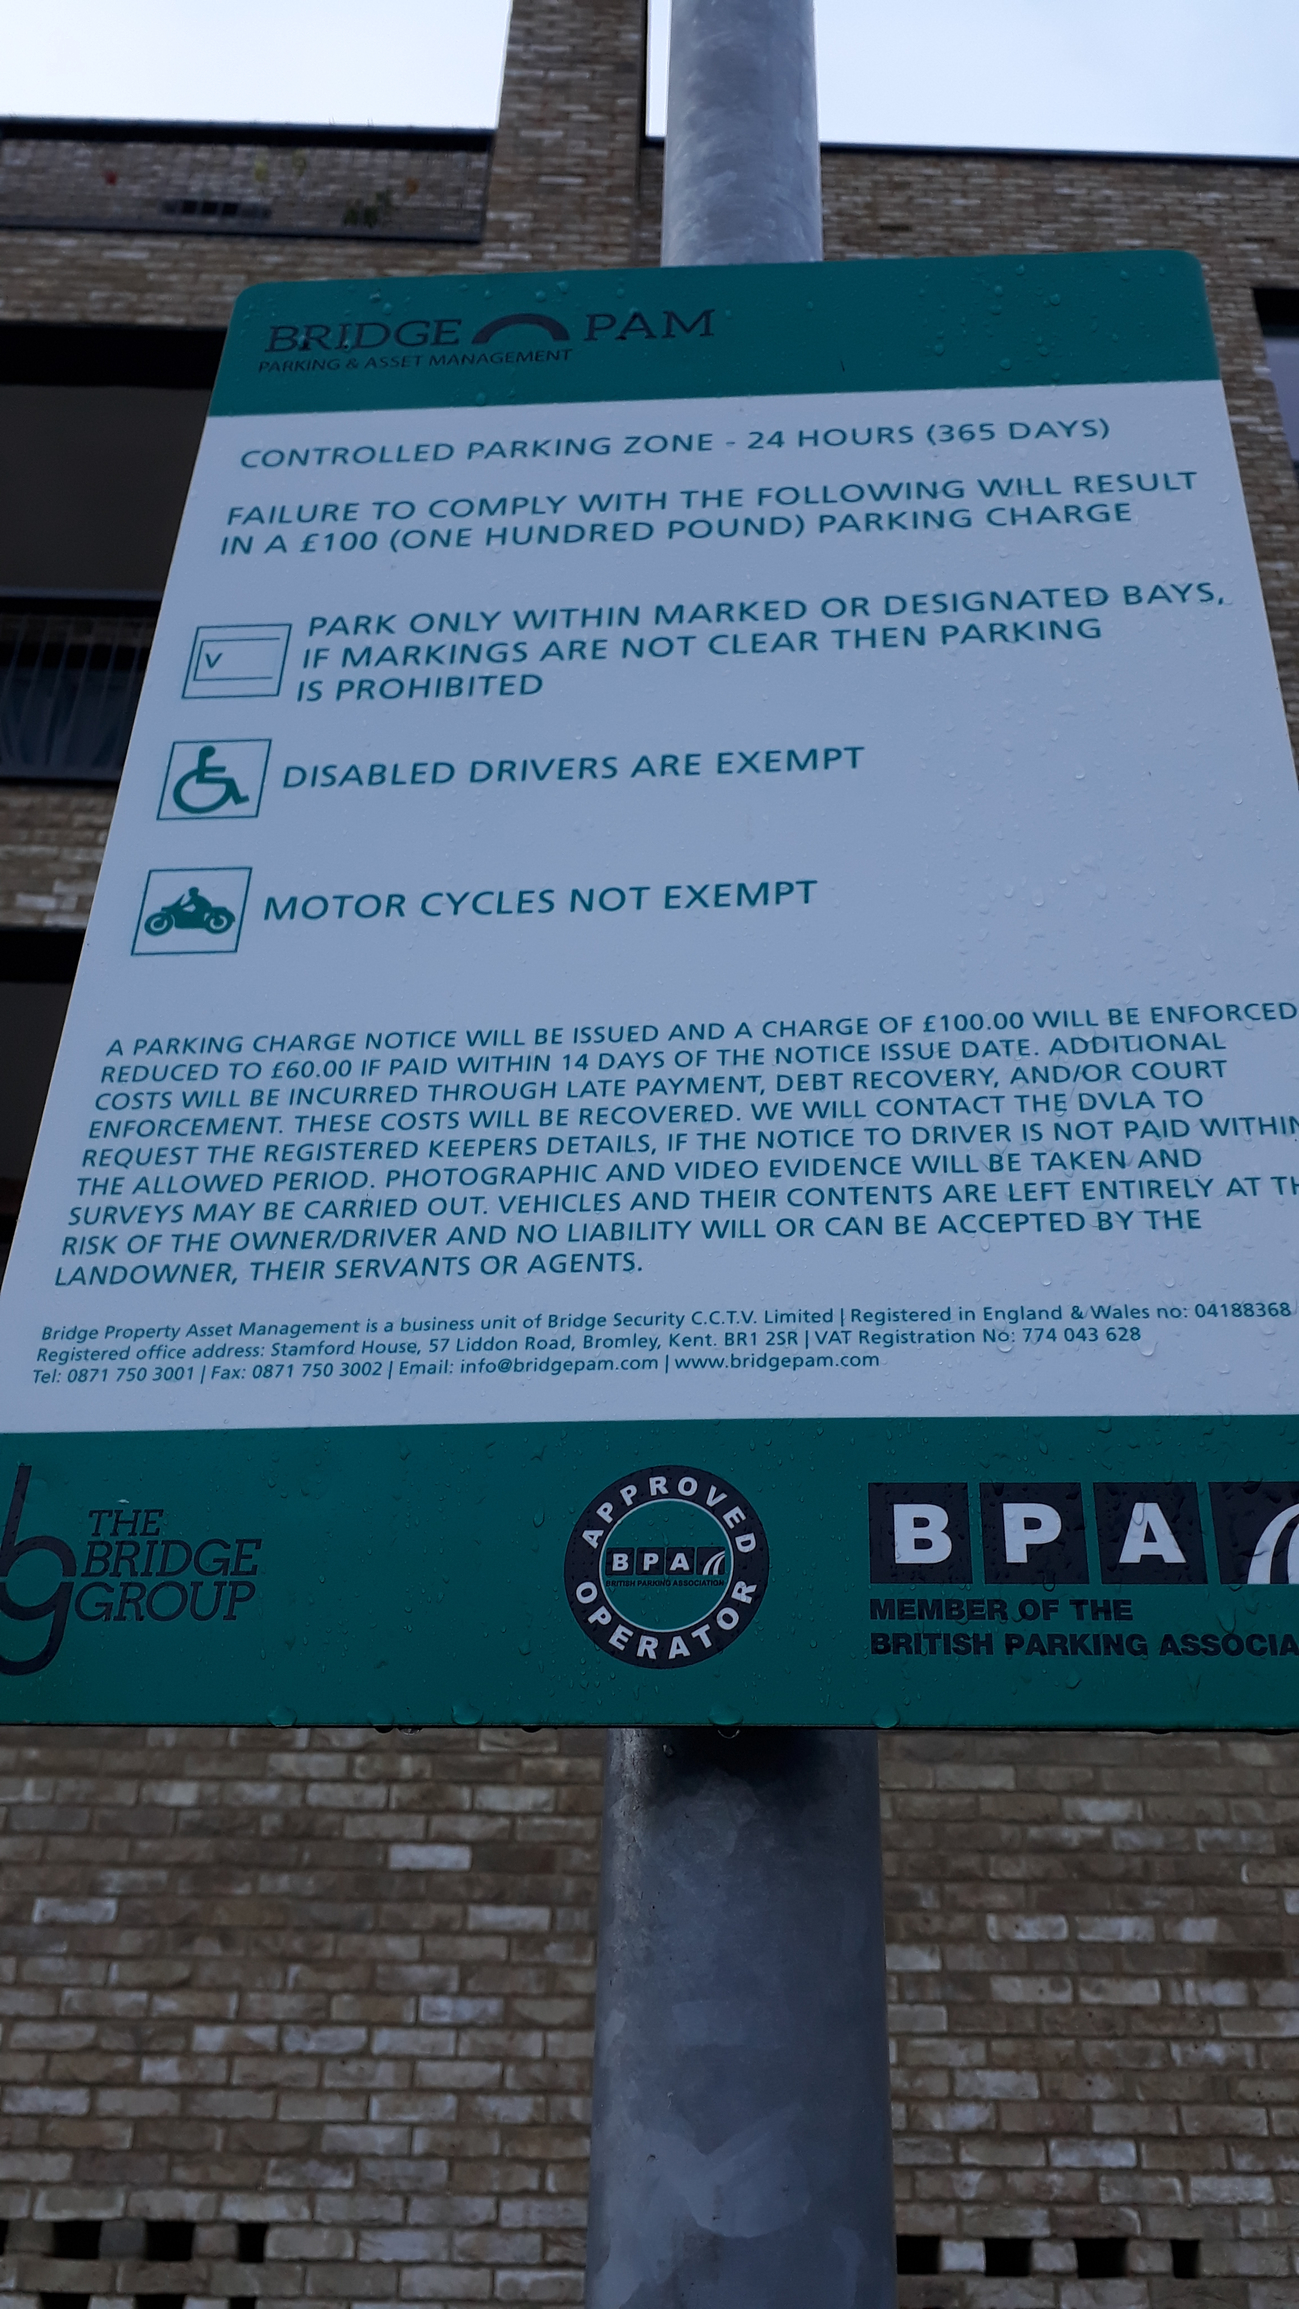 BRIDGE PAM
PARKING & ASSET MANAGEMENT
CONTROLLED PARKING ZONE - 24 HOURS (365 DAYS)
FAILURE TO COMPLY WITH THE FOLLOWING WILL RESULT
IN A £100 (ONE HUNDRED POUND) PARKING CHARGE
PARK ONLY WITHIN MARKED OR DESIGNATED BAYS,
V
IF MARKINGS ARE NOT CLEAR THEN PARKING
IS PROHIBITED
DISABLED DRIVERS ARE EXEMPT
MOTOR CYCLES NOT EXEMPT
A PARKING CHARGE NOTICE WILL BE ISSUED AND A CHARGE OF £100.00 WILL BE ENFORCED
REDUCED TO £60.00 IF PAID WITHIN 14 DAYS OF THE NOTICE ISSUE DATE. ADDITIONAL
COSTS WILL BE INCURRED THROUGH LATE PAYMENT, DEBT RECOVERY, AND/OR COURT
ENFORCEMENT. THESE COSTS WILL BE RECOVERED. WE WILL CONTACT THE DVLA TO
REQUEST THE REGISTERED KEEPERS DETAILS, IF THE NOTICE TO DRIVER IS NOT PAID WITHIN
THE ALLOWED PERIOD. PHOTOGRAPHIC AND VIDEO EVIDENCE WILL BE TAKEN AND
SURVEYS MAY BE CARRIED OUT. VEHICLES AND THEIR CONTENTS ARE LEFT ENTIRELY AT TH
RISK OF THE OWNER/DRIVER AND NO LIABILITY WILL OR CAN BE ACCEPTED BY THE
LANDOWNER, THEIR SERVANTS OR AGENTS.
Bridge Property Asset Management is a business unit of Bridge Security C.C.T.V. Limited | Registered in England & Wales no: 04188368
Registered office address: Stamford House, 57 Liddon Road, Bromley, Kent. BR1 2SR | VAT Registration No: 774 043 628
Tel: 0871 750 3001 | Fax: 0871 750 3002 | Email: info@bridgepam.com | www.bridgepam.com
bg
THE
BRIDGE
GROUP
APPROVED
BPA
BRITISH PARKING ASSOCIATION
OPERATOR
BPA
MEMBER OF THE
BRITISH PARKING ASSOCIA